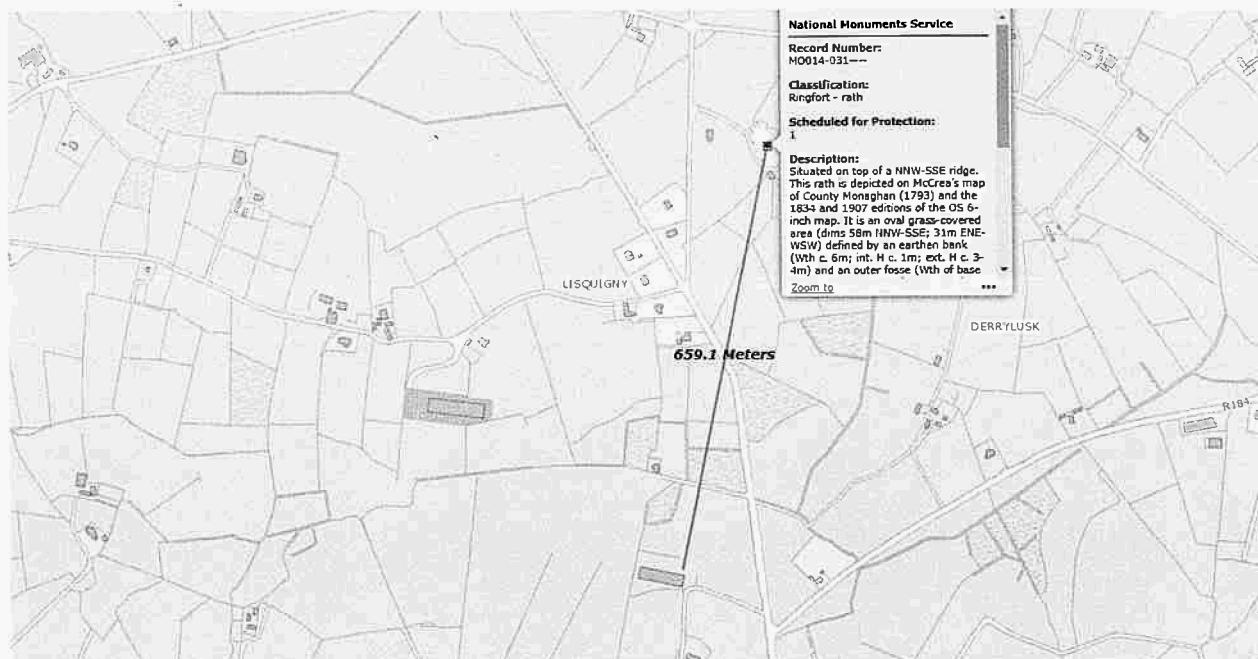 National Monuments Service
Record Number:
MO014-031----
Classification:
Ringfort - rath
Scheduled for Protection:
1
Description:
Situated on top of a NNW-SSE ridge.
This rath is depicted on McCrea's map
of County Monaghan (1793) and the
1834 and 1907 editions of the OS 6-
inch map. It is an oval grass-covered
area (dims 58m NNW-SSE; 31m ENE-
WSW) defined by an earthen bank
(Wth c. 6m; int. H c. 1m; ext. H c. 3-
4m) and an outer fosse (Wth of base
Zoom to
LISQUIGNY
DERRYLUSK
659.1 Meters
R184